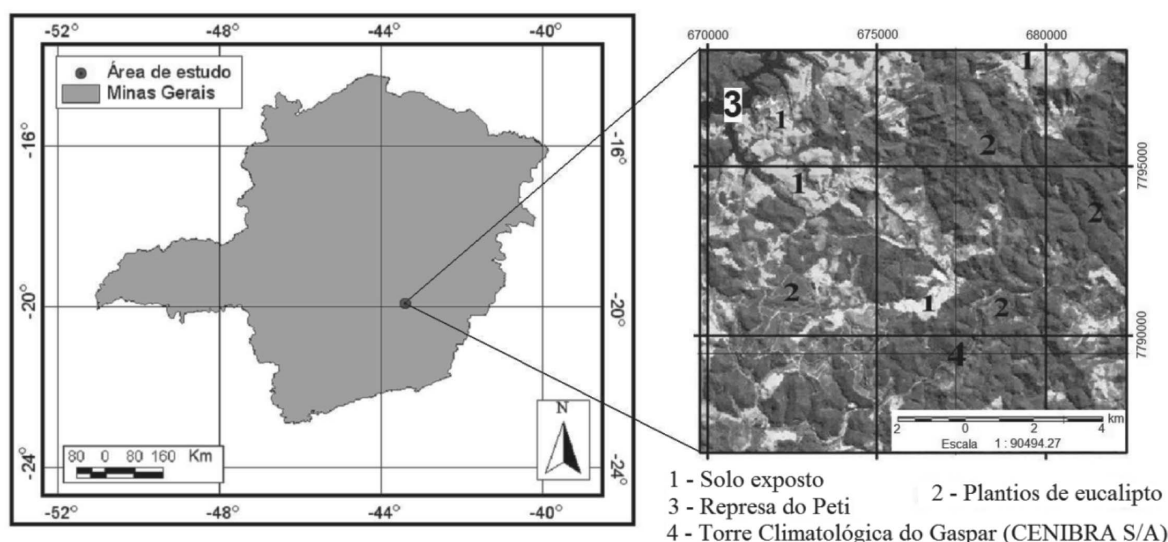 -52° -48° -44° -40°
Área de estudo
Minas Gerais
-16° -16°
-20° -20°
-24° -24°
80 0 80 160 Km
N
-52° -48° -44° -40°
670000 675000 680000
1
3
1
2
7795000
1
2
2
1
2
7790000
4
km
2 0 2 4
Escala 1 : 90494.27
1 - Solo exposto
2 - Plantios de eucalipto
3 - Represa do Peti
4 - Torre Climatológica do Gaspar (CENIBRA S/A)